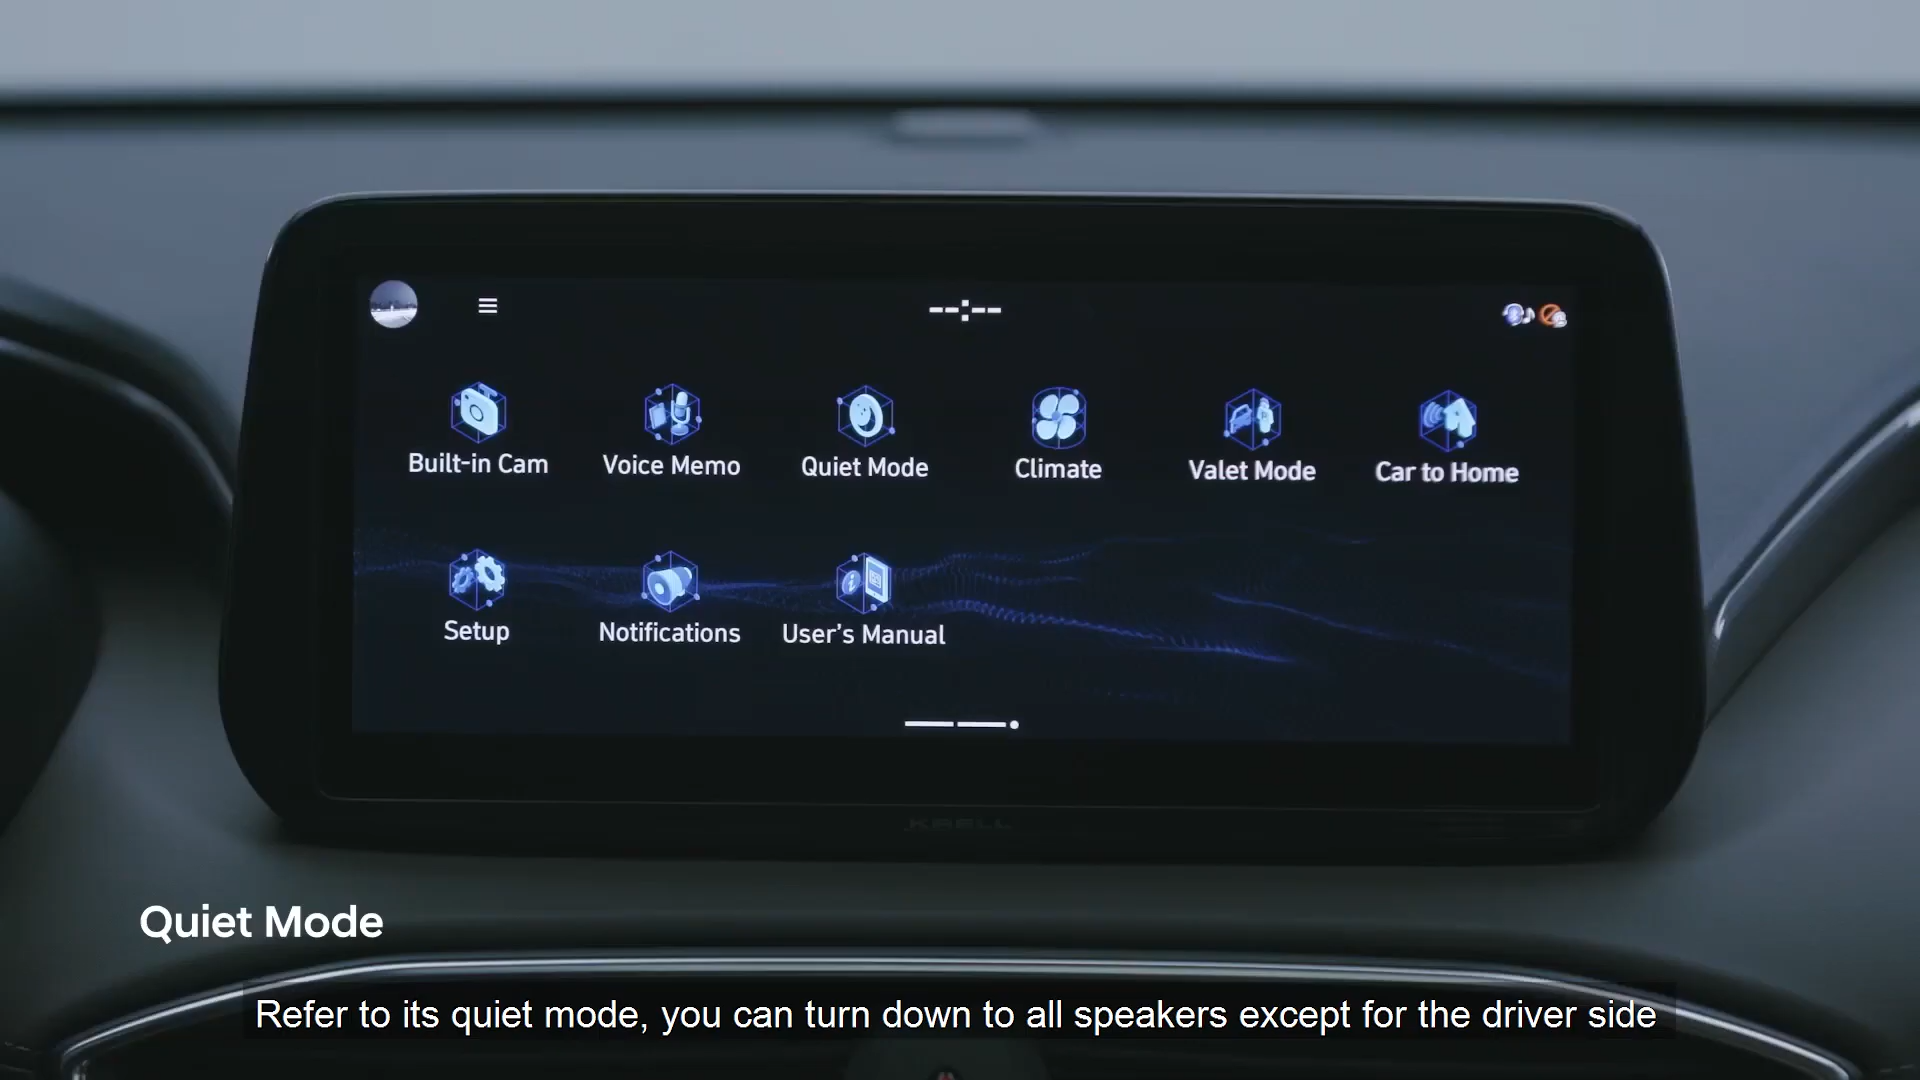 --:--
Built-in Cam
Voice Memo
Quiet Mode
Climate
Valet Mode
Car to Home
Setup
Notifications
User's Manual
KRELL
Quiet Mode
Refer to its quiet mode, you can turn down to all speakers except for the driver side